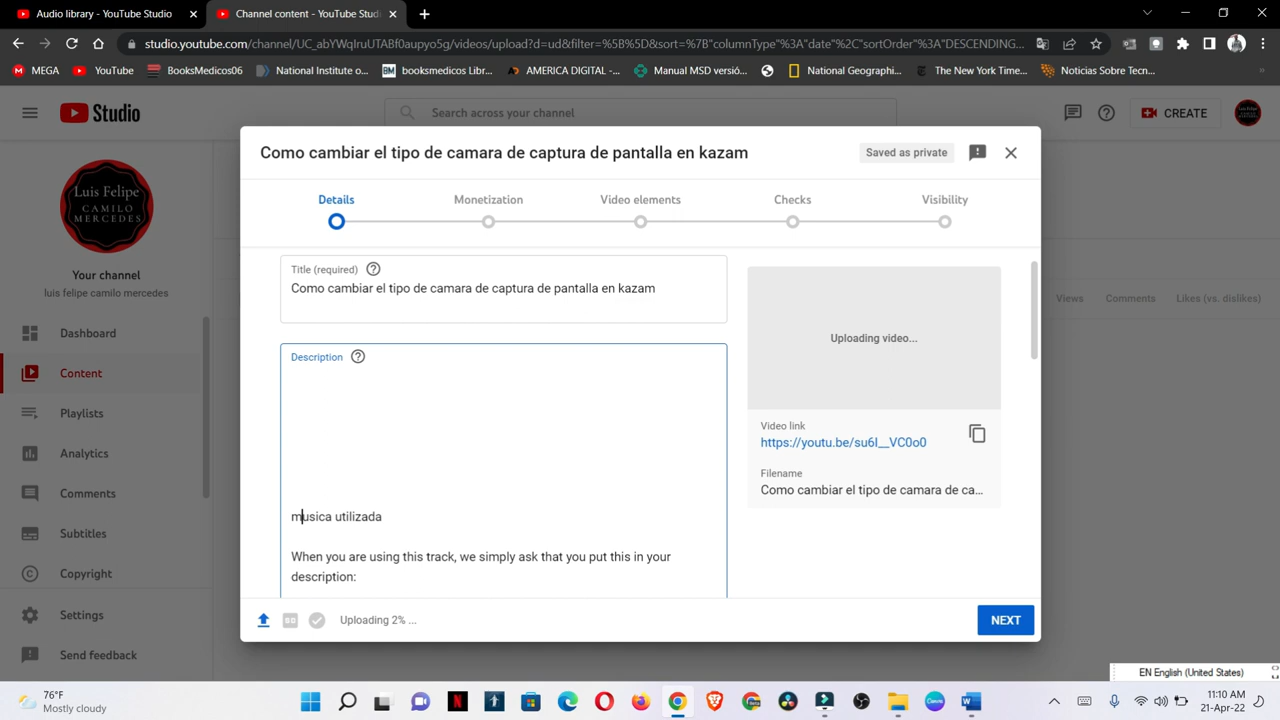 Audio library - YouTube Studio
Channel content - YouTube Studio
studio.youtube.com/channel/UC_abYWqlruUTABf0aupyo5g/videos/upload?d=ud&filter=%5B%5D&sort=%7B"columnType"%3A"date"%2C"sortOrder"%3A"DESCENDING...
MEGA
YouTube
BooksMedicos06
National Institute o...
booksmedicos Libr...
AMERICA DIGITAL -...
Manual MSD versió...
National Geographi...
The New York Time...
Noticias Sobre Tecn...
Studio
Search across your channel
CREATE
Como cambiar el tipo de camara de captura de pantalla en kazam
Saved as private
Luis Felipe
CAMILO
MERCEDES
Details
Monetization
Video elements
Checks
Visibility
Your channel
luis felipe camilo mercedes
Title (required)
Como cambiar el tipo de camara de captura de pantalla en kazam
Views
Comments
Likes (vs. dislikes)
Dashboard
Content
Playlists
Analytics
Comments
Subtitles
Copyright
Settings
Send feedback
Description
musica utilizada
When you are using this track, we simply ask that you put this in your
description:
Uploading video...
Video link
https://youtu.be/su6I__VC0o0
Filename
Como cambiar el tipo de camara de ca...
Uploading 2% ...
NEXT
EN English (United States)
76°F
Mostly cloudy
11:10 AM
21-Apr-22